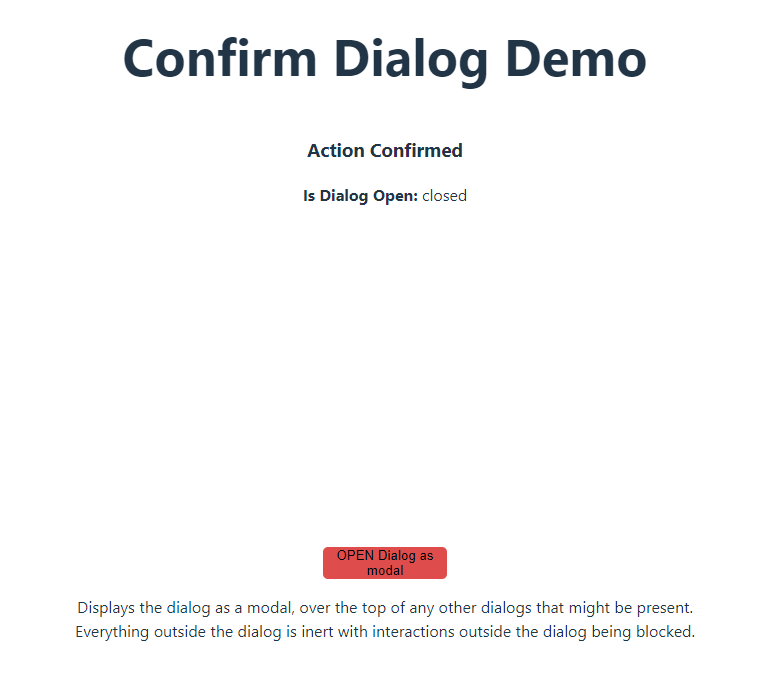 Confirm Dialog Demo
Action Confirmed
Is Dialog Open: closed
OPEN Dialog as
modal
Displays the dialog as a modal, over the top of any other dialogs that might be present.
Everything outside the dialog is inert with interactions outside the dialog being blocked.